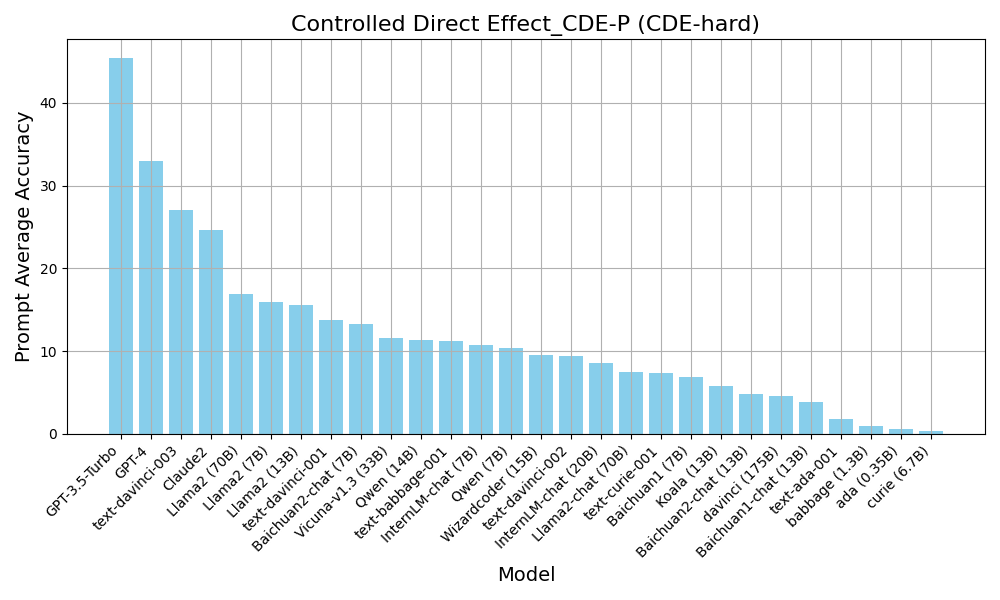 Controlled Direct Effect_CDE-P (CDE-hard)
Prompt Average Accuracy
40
30
20
10
0
GPT-3.5-Turbo
GPT-4
text-davinci-003
Claude2
Llama2 (70B)
Llama2 (7B)
Llama2 (13B)
text-davinci-001
Baichuan2-chat (7B)
Vicuna-v1.3 (33B)
Qwen (14B)
text-babbage-001
InternLM-chat (7B)
Qwen (7B)
Wizardcoder (15B)
text-davinci-002
InternLM-chat (20B)
Llama2-chat (70B)
text-curie-001
Baichuan1 (7B)
Koala (13B)
Baichuan2-chat (13B)
davinci (175B)
Baichuan1-chat (13B)
text-ada-001
babbage (1.3B)
ada (0.35B)
curie (6.7B)
Model